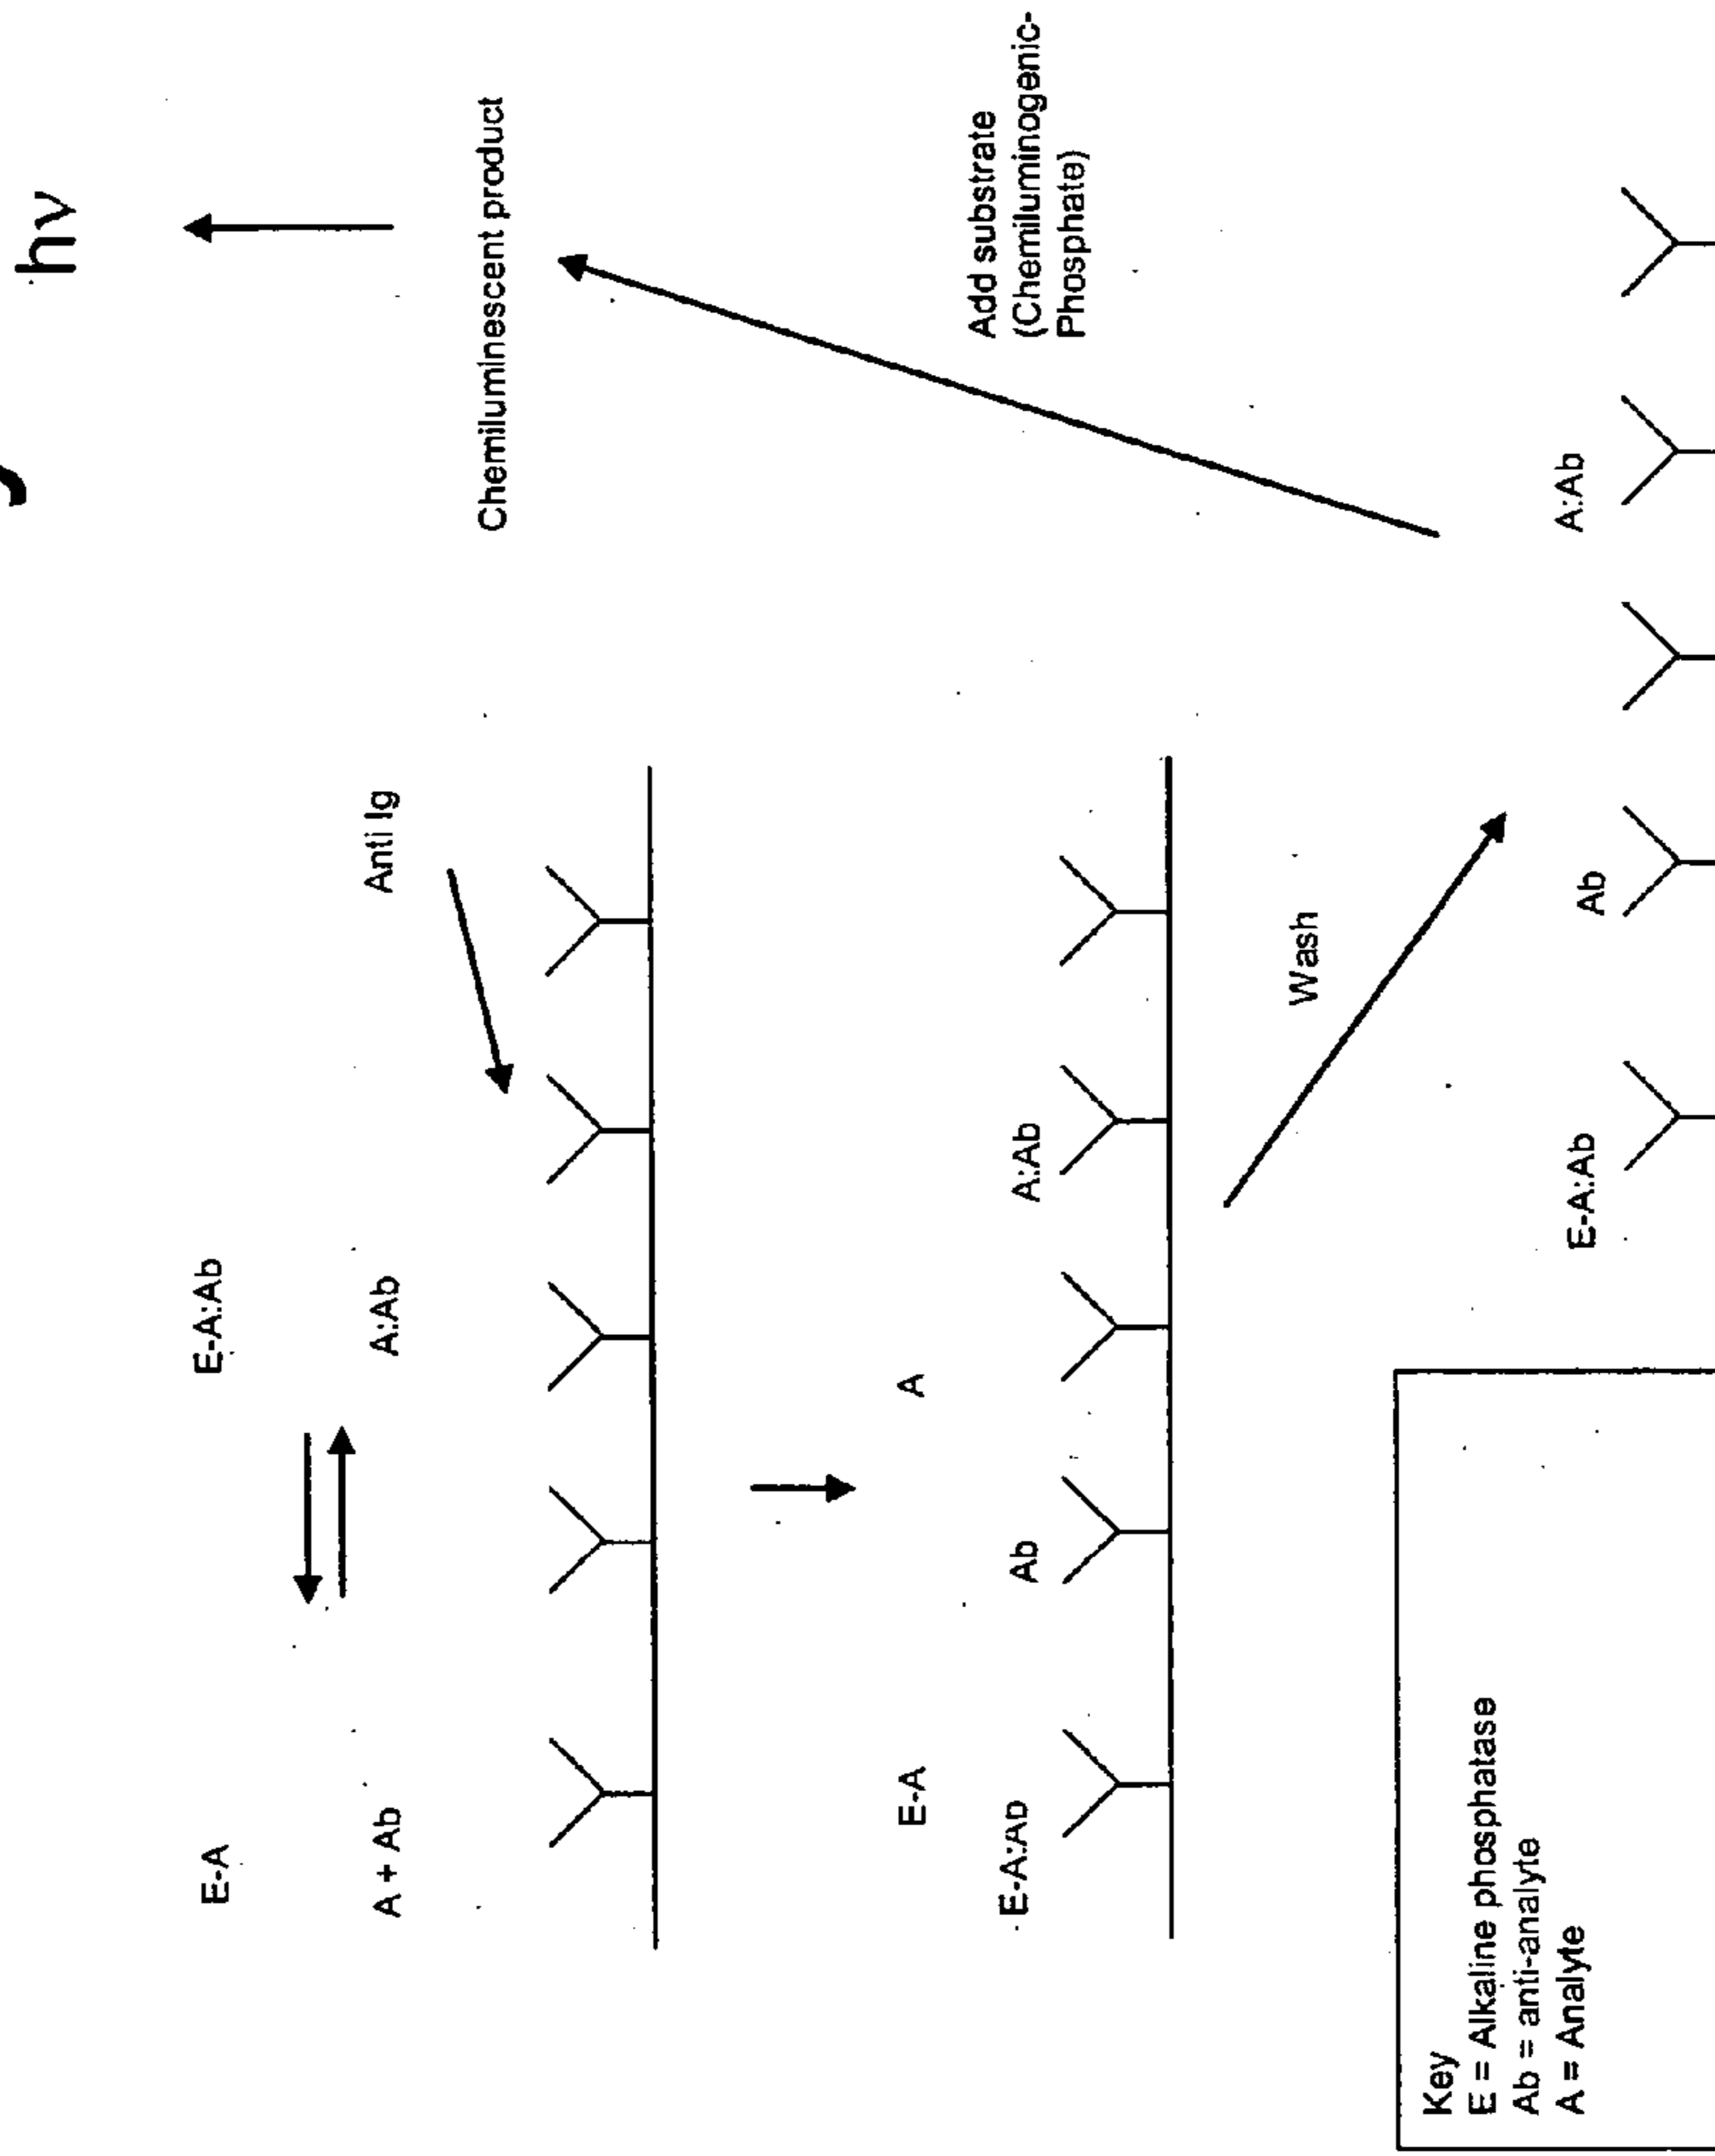 hν
E-A
E-A:Ab
A + Ab
A:Ab
Anti Ig
Chemiluminescent product
E-A
A
E-A:Ab
Ab
A:Ab
Add substrate
(Chemiluminogenic-
Phosphate)
Wash
Key
E = Alkaline phosphatase
Ab = anti-analyte
A = Analyte
E-A:Ab
Ab
A:Ab